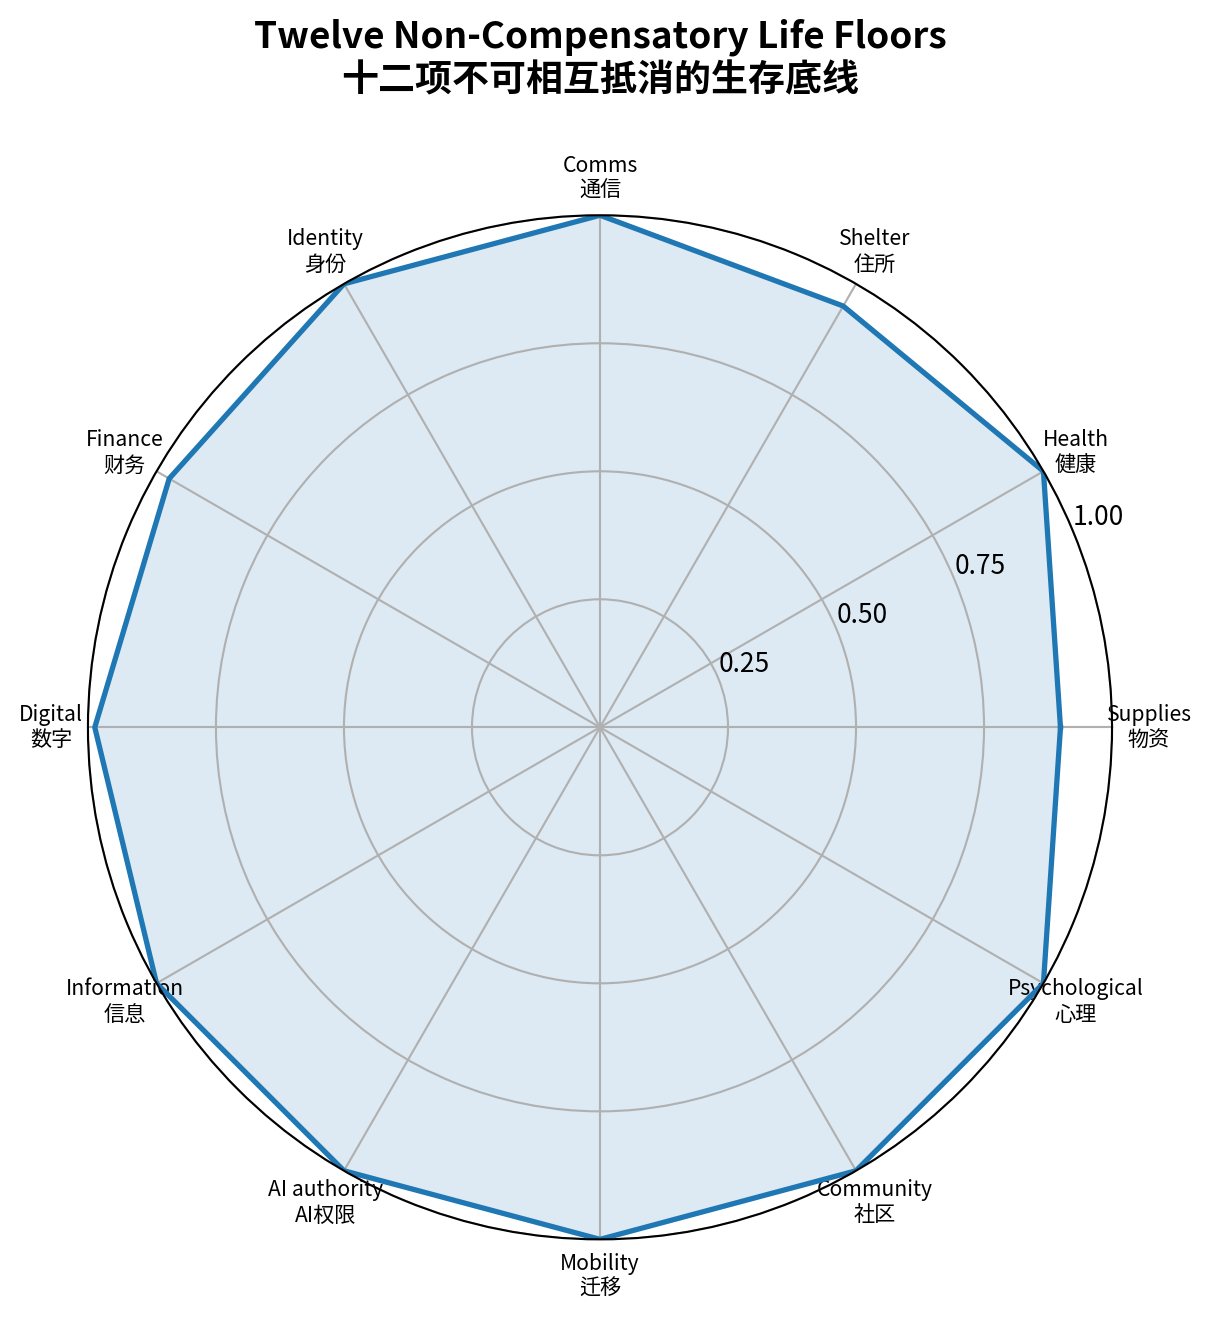 Twelve Non-Compensatory Life Floors
十二项不可相互抵消的生存底线
Comms
通信
Identity
身份
Shelter
住所
Finance
财务
Health
健康
1.00
0.75
0.50
0.25
Digital
数字
Supplies
物资
Information
信息
Psychological
心理
AI authority
AI权限
Community
社区
Mobility
迁移